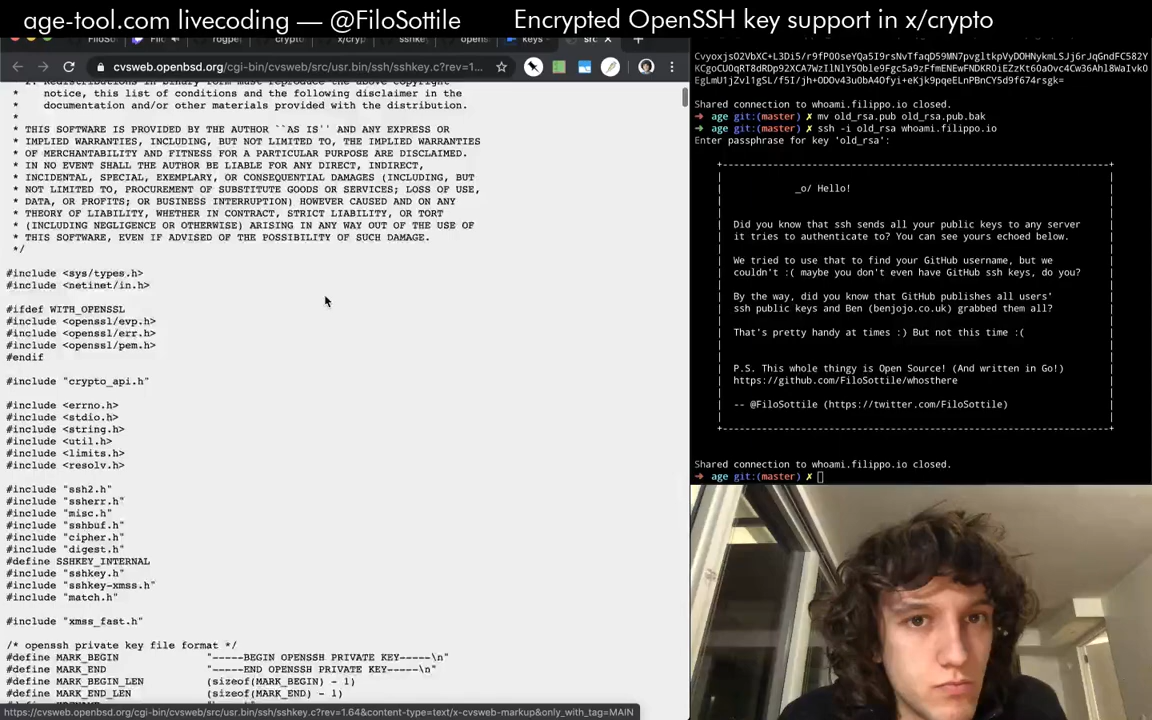 age-tool.com livecoding — @FiloSottile
Encrypted OpenSSH key support in x/crypto
cvsweb.openbsd.org/cgi-bin/cvsweb/src/usr.bin/ssh/sshkey.c?rev=1...
notice, this list of conditions and the following disclaimer in the
* documentation and/or other materials provided with the distribution.
*
* THIS SOFTWARE IS PROVIDED BY THE AUTHOR ``AS IS'' AND ANY EXPRESS OR
* IMPLIED WARRANTIES, INCLUDING, BUT NOT LIMITED TO, THE IMPLIED WARRANTIES
* OF MERCHANTABILITY AND FITNESS FOR A PARTICULAR PURPOSE ARE DISCLAIMED.
* IN NO EVENT SHALL THE AUTHOR BE LIABLE FOR ANY DIRECT, INDIRECT,
* INCIDENTAL, SPECIAL, EXEMPLARY, OR CONSEQUENTIAL DAMAGES (INCLUDING, BUT
* NOT LIMITED TO, PROCUREMENT OF SUBSTITUTE GOODS OR SERVICES; LOSS OF USE,
* DATA, OR PROFITS; OR BUSINESS INTERRUPTION) HOWEVER CAUSED AND ON ANY
* THEORY OF LIABILITY, WHETHER IN CONTRACT, STRICT LIABILITY, OR TORT
* (INCLUDING NEGLIGENCE OR OTHERWISE) ARISING IN ANY WAY OUT OF THE USE OF
* THIS SOFTWARE, EVEN IF ADVISED OF THE POSSIBILITY OF SUCH DAMAGE.
*/
#include <sys/types.h>
#include <netinet/in.h>
#ifdef WITH_OPENSSL
#include <openssl/evp.h>
#include <openssl/err.h>
#include <openssl/pem.h>
#endif
#include "crypto_api.h"
#include <errno.h>
#include <stdio.h>
#include <string.h>
#include <util.h>
#include <limits.h>
#include <resolv.h>
#include "ssh2.h"
#include "ssherr.h"
#include "misc.h"
#include "sshbuf.h"
#include "cipher.h"
#include "digest.h"
#define SSHKEY_INTERNAL
#include "sshkey.h"
#include "sshkey-xmss.h"
#include "match.h"
#include "xmss_fast.h"
/* openssh private key file format */
#define MARK_BEGIN "-----BEGIN OPENSSH PRIVATE KEY-----\n"
#define MARK_END "-----END OPENSSH PRIVATE KEY-----\n"
#define MARK_BEGIN_LEN (sizeof(MARK_BEGIN) - 1)
#define MARK_END_LEN (sizeof(MARK_END) - 1)
https://cvsweb.openbsd.org/cgi-bin/cvsweb/src/usr.bin/ssh/sshkey.c?rev=1.64&content-type=text/x-cvsweb-markup&only_with_tag=MAIN
Shared connection to whoami.filippo.io closed.
➜ age git:(master) ✗ mv old_rsa.pub old_rsa.pub.bak
➜ age git:(master) ✗ ssh -i old_rsa whoami.filippo.io
Enter passphrase for key 'old_rsa':
_o/ Hello!
Did you know that ssh sends all your public keys to any server
it tries to authenticate to? You can see yours echoed below.
We tried to use that to find your GitHub username, but we
couldn't :( maybe you don't even have GitHub ssh keys, do you?
By the way, did you know that GitHub publishes all users'
ssh public keys and Ben (benjojo.co.uk) grabbed them all?
That's pretty handy at times :) But not this time :(
P.S. This whole thingy is Open Source! (And written in Go!)
https://github.com/FiloSottile/whosthere
-- @FiloSottile (https://twitter.com/FiloSottile)
Shared connection to whoami.filippo.io closed.
➜ age git:(master) ✗